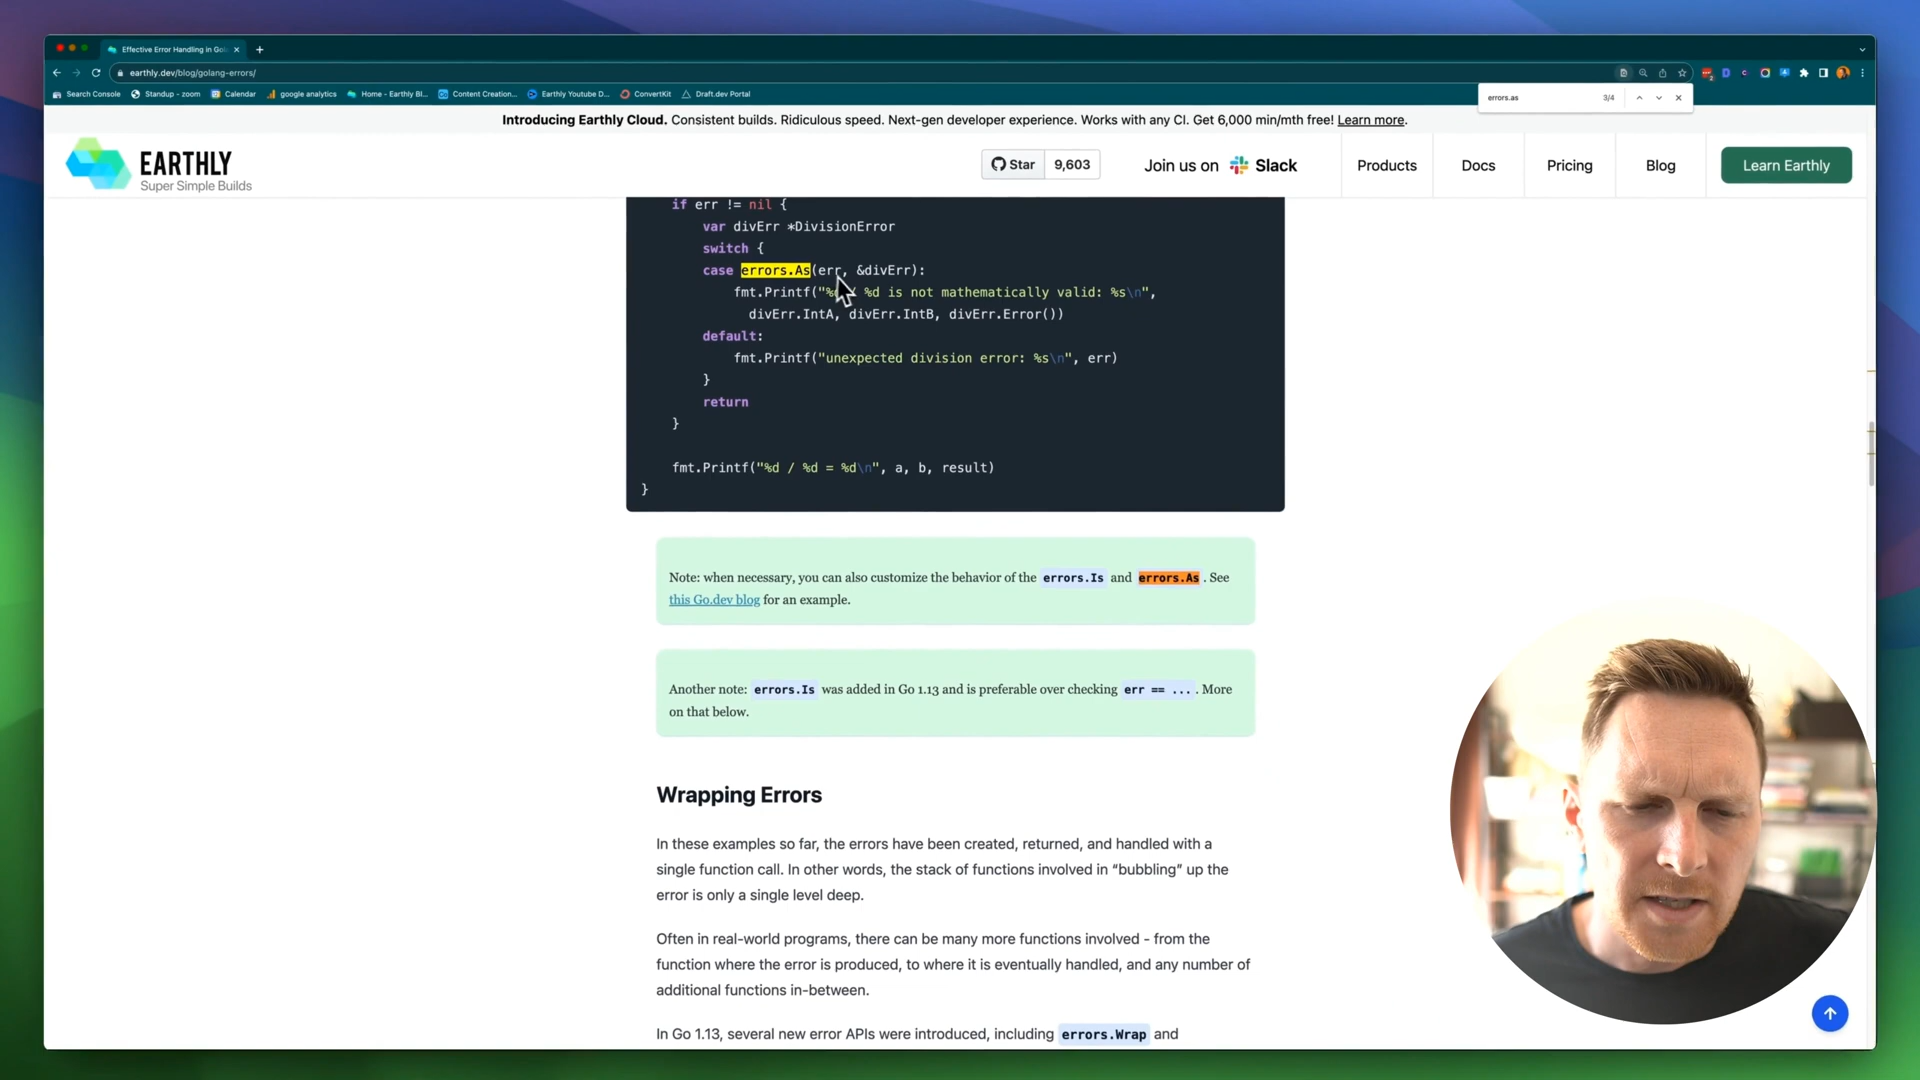 Effective Error Handling in Gol
earthly.dev/blog/golang-errors/
Search Console
Standup - zoom
Calendar
google analytics
Home - Earthly Bl...
Content Creation...
Earthly Youtube D...
ConvertKit
Draft.dev Portal
errors.as
3/4
Introducing Earthly Cloud. Consistent builds. Ridiculous speed. Next-gen developer experience. Works with any CI. Get 6,000 min/mth free! Learn more.
EARTHLY
Super Simple Builds
Star
9,603
Join us on Slack
Products
Docs
Pricing
Blog
Learn Earthly
if err != nil {
var divErr *DivisionError
switch {
case errors.As(err, &divErr):
fmt.Printf("%d / %d is not mathematically valid: %s\n",
divErr.IntA, divErr.IntB, divErr.Error())
default:
fmt.Printf("unexpected division error: %s\n", err)
}
return
}
fmt.Printf("%d / %d = %d\n", a, b, result)
}
Note: when necessary, you can also customize the behavior of the errors.Is and errors.As . See
this Go.dev blog for an example.
Another note: errors.Is was added in Go 1.13 and is preferable over checking err == ... . More
on that below.
Wrapping Errors
In these examples so far, the errors have been created, returned, and handled with a
single function call. In other words, the stack of functions involved in “bubbling” up the
error is only a single level deep.
Often in real-world programs, there can be many more functions involved - from the
function where the error is produced, to where it is eventually handled, and any number of
additional functions in-between.
In Go 1.13, several new error APIs were introduced, including errors.Wrap and